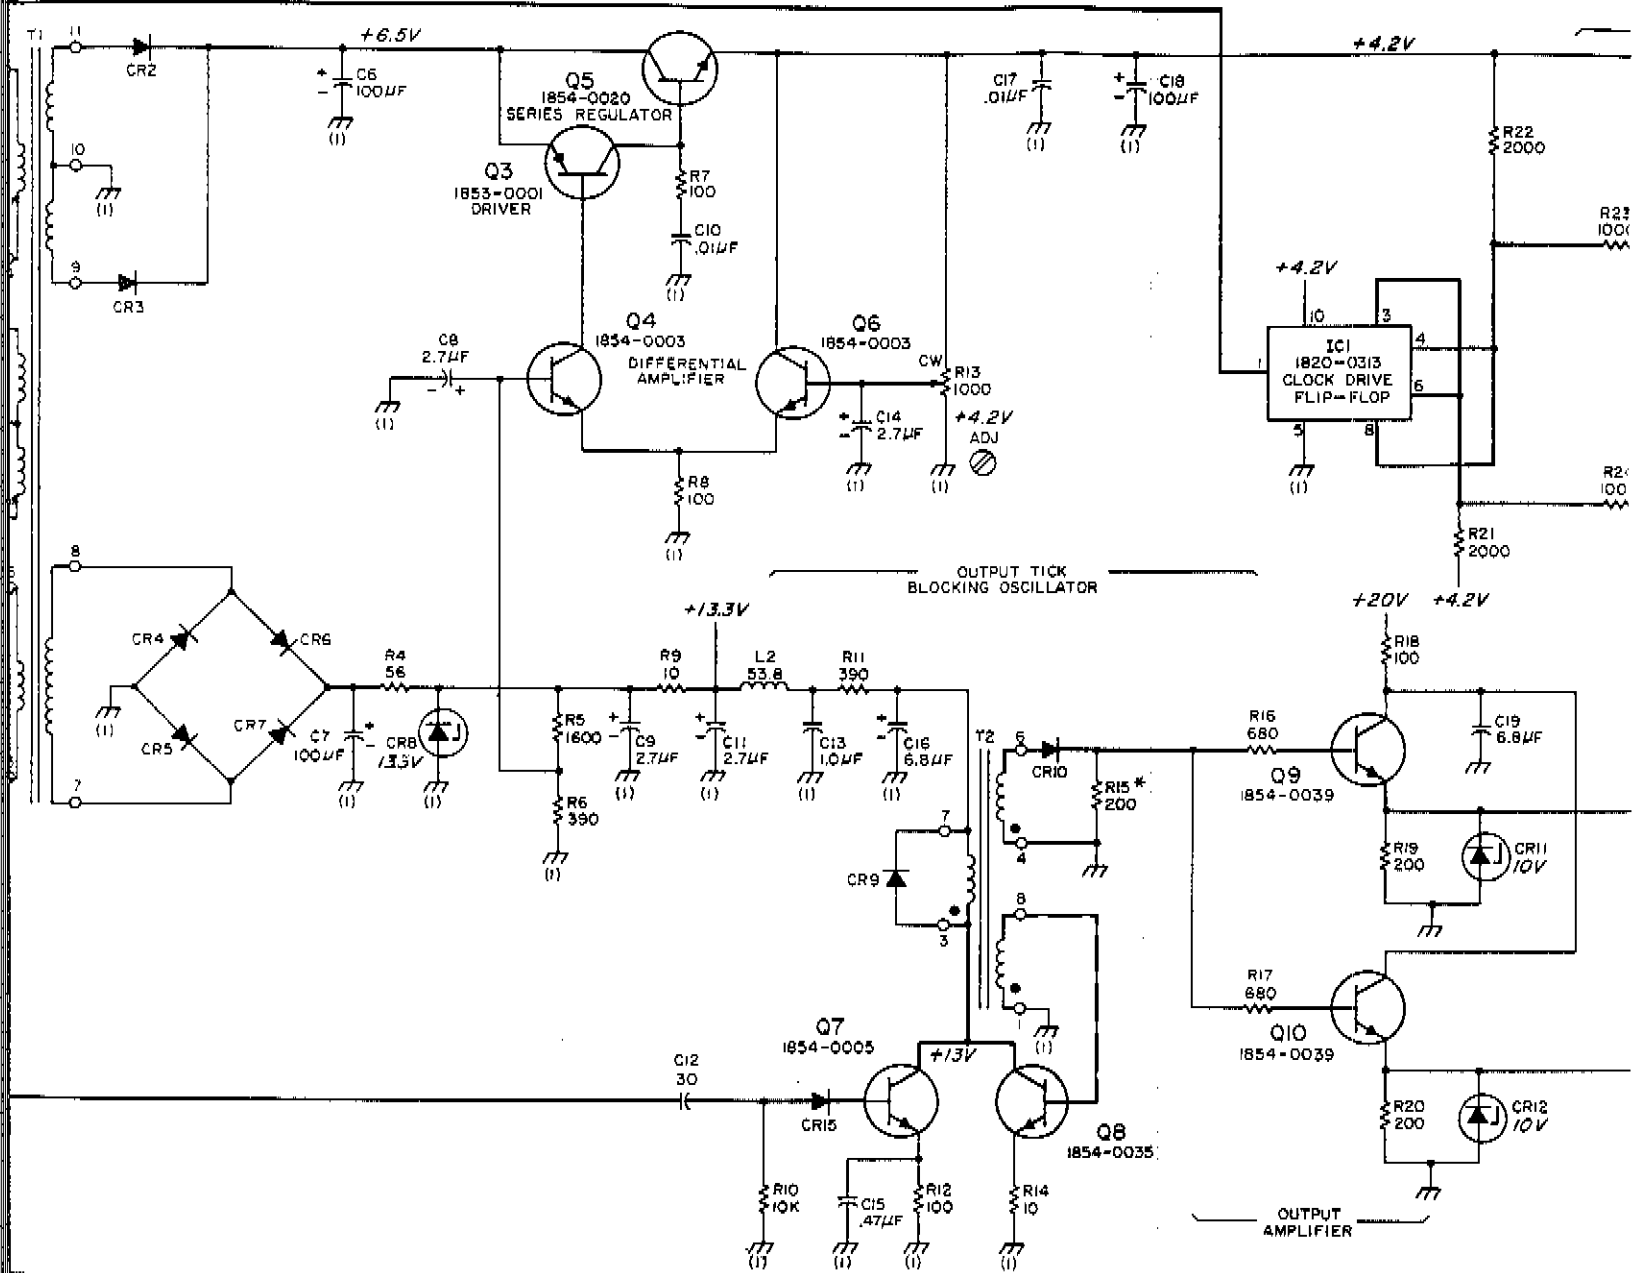 T1
11
CR2
+6.5V
+
-
C6
100µF
(1)
10
(1)
9
CR3
Q5
1854-0020
SERIES REGULATOR
Q3
1853-0001
DRIVER
R7
100
C10
.01µF
(1)
C17
.01µF
(1)
+
-
C18
100µF
(1)
+4.2V
R22
2000
R23
+4.2V
10
3
1
4
6
5
8
IC1
1820-0313
CLOCK DRIVE
FLIP-FLOP
(1)
R21
2000
+4.2V
C8
2.7µF
-
+
(1)
Q4
1854-0003
DIFFERENTIAL
AMPLIFIER
Q6
1854-0003
CW
R13
1000
+4.2V
ADJ
(1)
+
-
C14
2.7µF
(1)
R8
100
(1)
OUTPUT TICK
BLOCKING OSCILLATOR
8
7
CR4
CR6
CR5
CR7
(1)
R4
56
C7
100µF
+
-
(1)
CR8
13.3V
(1)
R5
1600
R6
390
(1)
+
-
C9
2.7µF
(1)
R9
10
+13.3V
+
-
C11
2.7µF
(1)
L2
53.8
C13
1.0µF
(1)
R11
390
+
-
C16
6.8µF
(1)
T2
6
CR10
R15*
200
4
7
CR9
3
8
1
(1)
+20V
R18
100
R16
680
Q9
1854-0039
C19
6.8µF
R19
200
CR11
10V
R17
680
Q10
1854-0039
R20
200
CR12
10V
OUTPUT
AMPLIFIER
C12
30
R10
10K
(1)
CR15
Q7
1854-0005
+13V
C15
.47µF
(1)
R12
100
(1)
Q8
1854-0035
R14
10
(1)